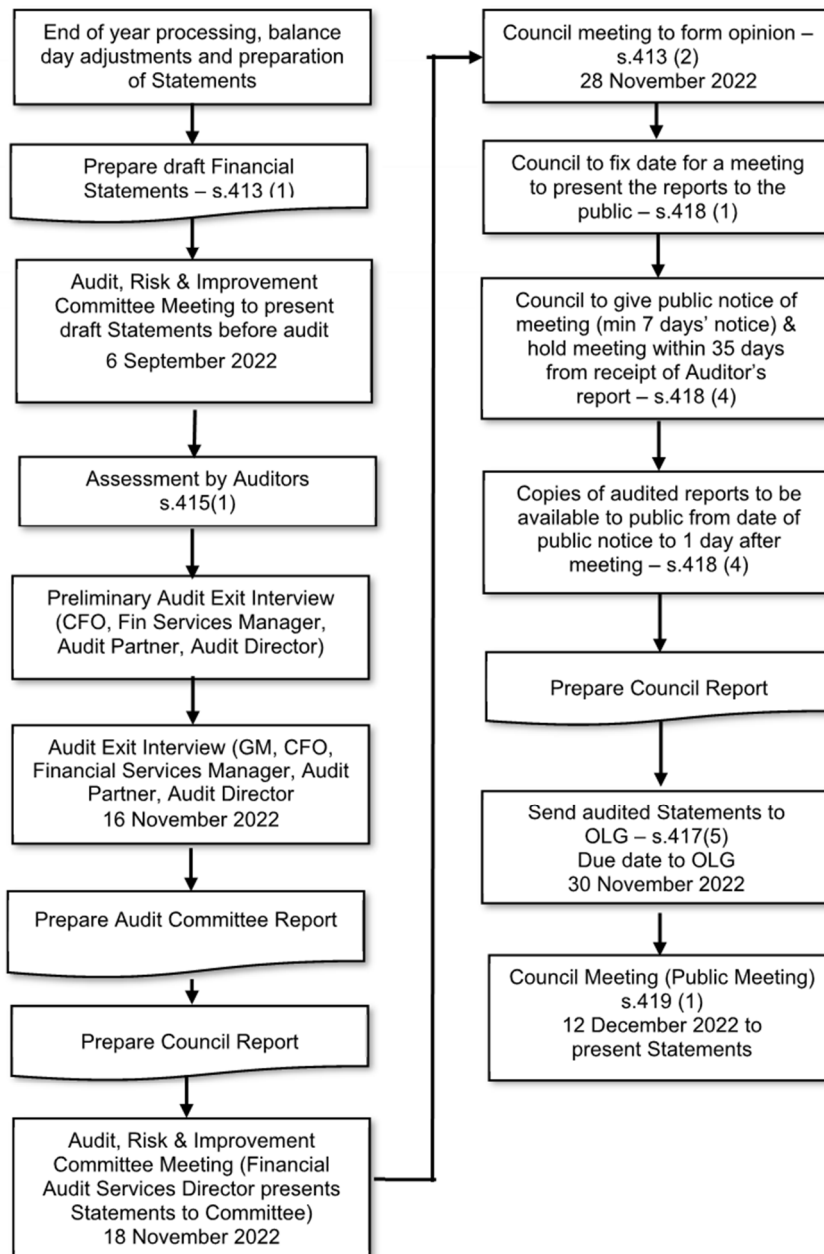 End of year processing, balance
day adjustments and preparation
of Statements
Prepare draft Financial
Statements – s.413 (1)
Audit, Risk & Improvement
Committee Meeting to present
draft Statements before audit
6 September 2022
Assessment by Auditors
s.415(1)
Preliminary Audit Exit Interview
(CFO, Fin Services Manager,
Audit Partner, Audit Director)
Audit Exit Interview (GM, CFO,
Financial Services Manager, Audit
Partner, Audit Director
16 November 2022
Prepare Audit Committee Report
Prepare Council Report
Audit, Risk & Improvement
Committee Meeting (Financial
Audit Services Director presents
Statements to Committee)
18 November 2022
Council meeting to form opinion –
s.413 (2)
28 November 2022
Council to fix date for a meeting
to present the reports to the
public – s.418 (1)
Council to give public notice of
meeting (min 7 days’ notice) &
hold meeting within 35 days
from receipt of Auditor’s
report – s.418 (4)
Copies of audited reports to be
available to public from date of
public notice to 1 day after
meeting – s.418 (4)
Prepare Council Report
Send audited Statements to
OLG – s.417(5)
Due date to OLG
30 November 2022
Council Meeting (Public Meeting)
s.419 (1)
12 December 2022 to
present Statements